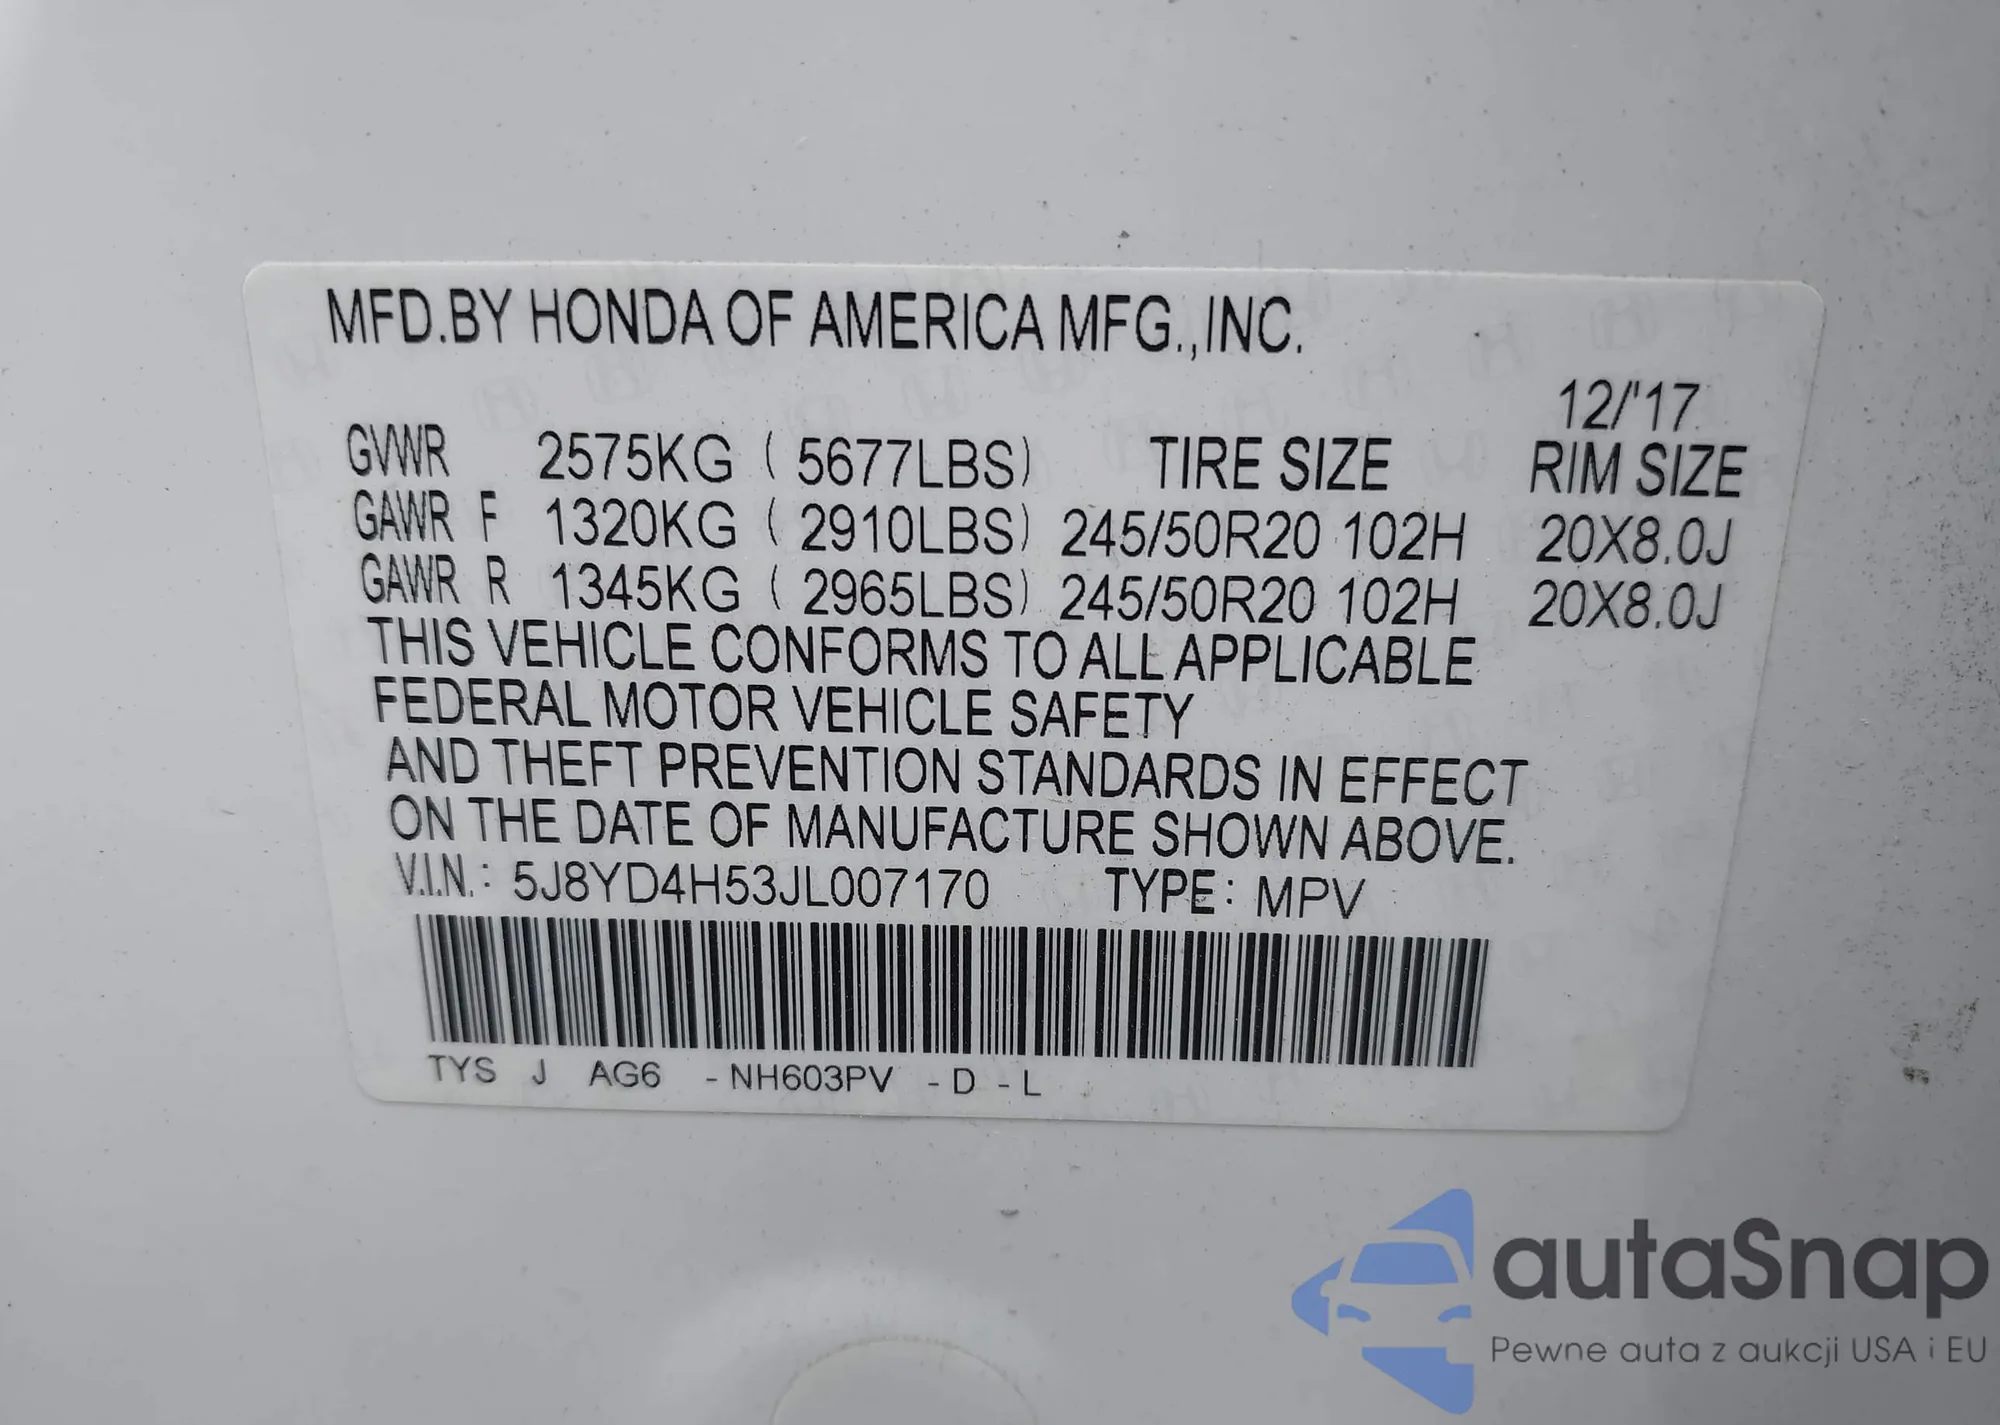 MFD.BY HONDA OF AMERICA MFG.,INC.
12/'17
GVWR 2575KG ( 5677LBS) TIRE SIZE RIM SIZE
GAWR F 1320KG ( 2910LBS) 245/50R20 102H 20X8.0J
GAWR R 1345KG ( 2965LBS) 245/50R20 102H 20X8.0J
THIS VEHICLE CONFORMS TO ALL APPLICABLE
FEDERAL MOTOR VEHICLE SAFETY
AND THEFT PREVENTION STANDARDS IN EFFECT
ON THE DATE OF MANUFACTURE SHOWN ABOVE.
V.I.N.: 5J8YD4H53JL007170 TYPE: MPV
TYS J AG6 -NH603PV -D -L
autaSnap
Pewne auta z aukcji USA i EU